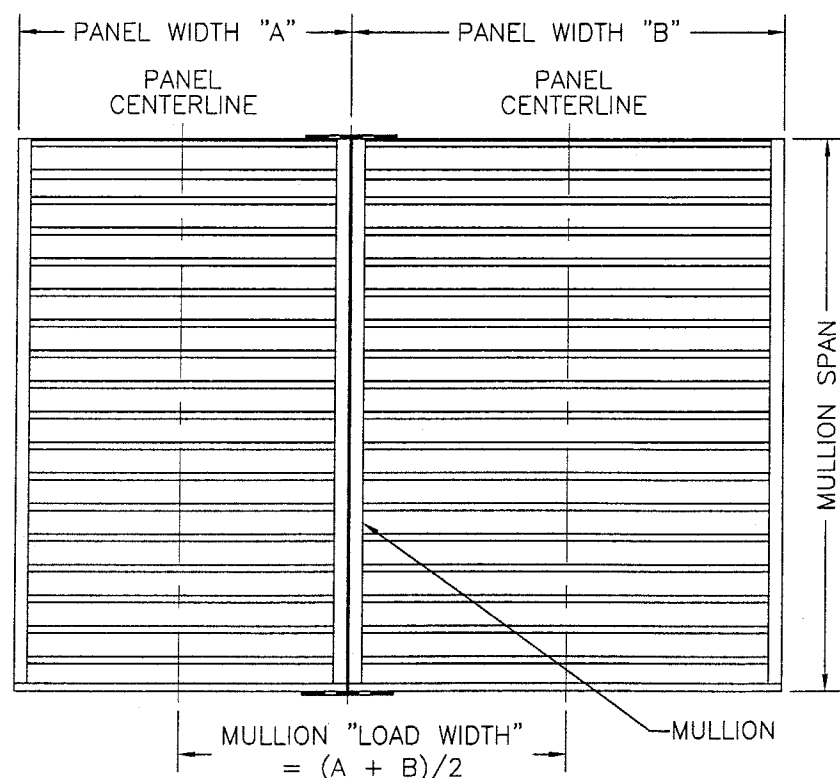 PANEL WIDTH "A"
PANEL WIDTH "B"
PANEL
CENTERLINE
PANEL
CENTERLINE
MULLION SPAN
MULLION "LOAD WIDTH"
= (A + B)/2
MULLION